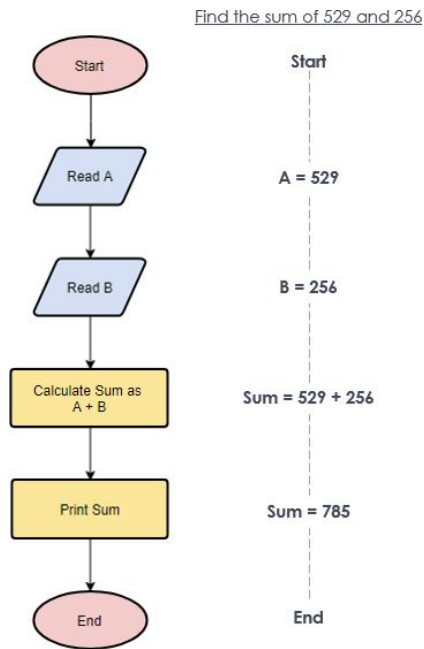 Find the sum of 529 and 256
Start
Start
Read A
A = 529
Read B
B = 256
Calculate Sum as
A + B
Sum = 529 + 256
Print Sum
Sum = 785
End
End